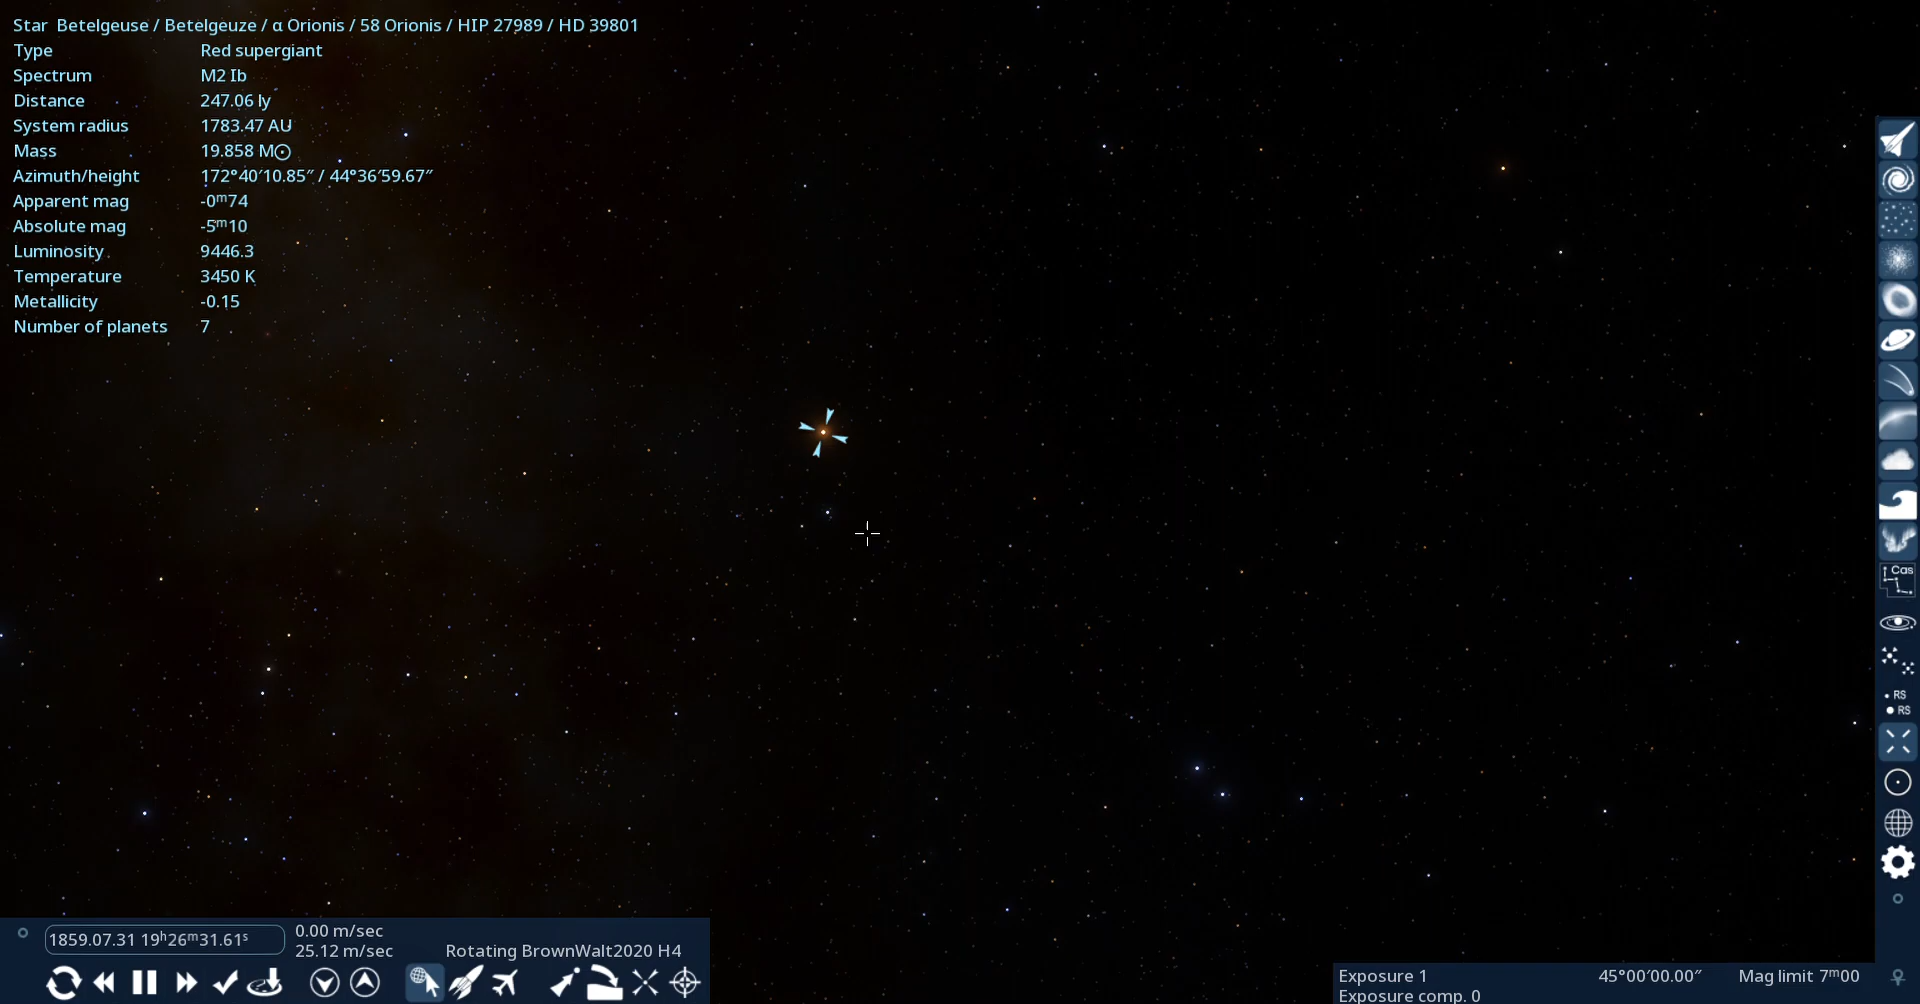 Star Betelgeuse / Betelgeuze / α Orionis / 58 Orionis / HIP 27989 / HD 39801
Type Red supergiant
Spectrum M2 Ib
Distance 247.06 ly
System radius 1783.47 AU
Mass 19.858 M☉
Azimuth/height 172°40′10.85″ / 44°36′59.67″
Apparent mag -0ᵐ74
Absolute mag -5ᵐ10
Luminosity 9446.3
Temperature 3450 K
Metallicity -0.15
Number of planets 7
Cas
RS
RS
1859.07.31 19ʰ26ᵐ31.61ˢ
0.00 m/sec
25.12 m/sec Rotating BrownWalt2020 H4
Exposure 1 45°00′00.00″ Mag limit 7ᵐ00
Exposure comp. 0